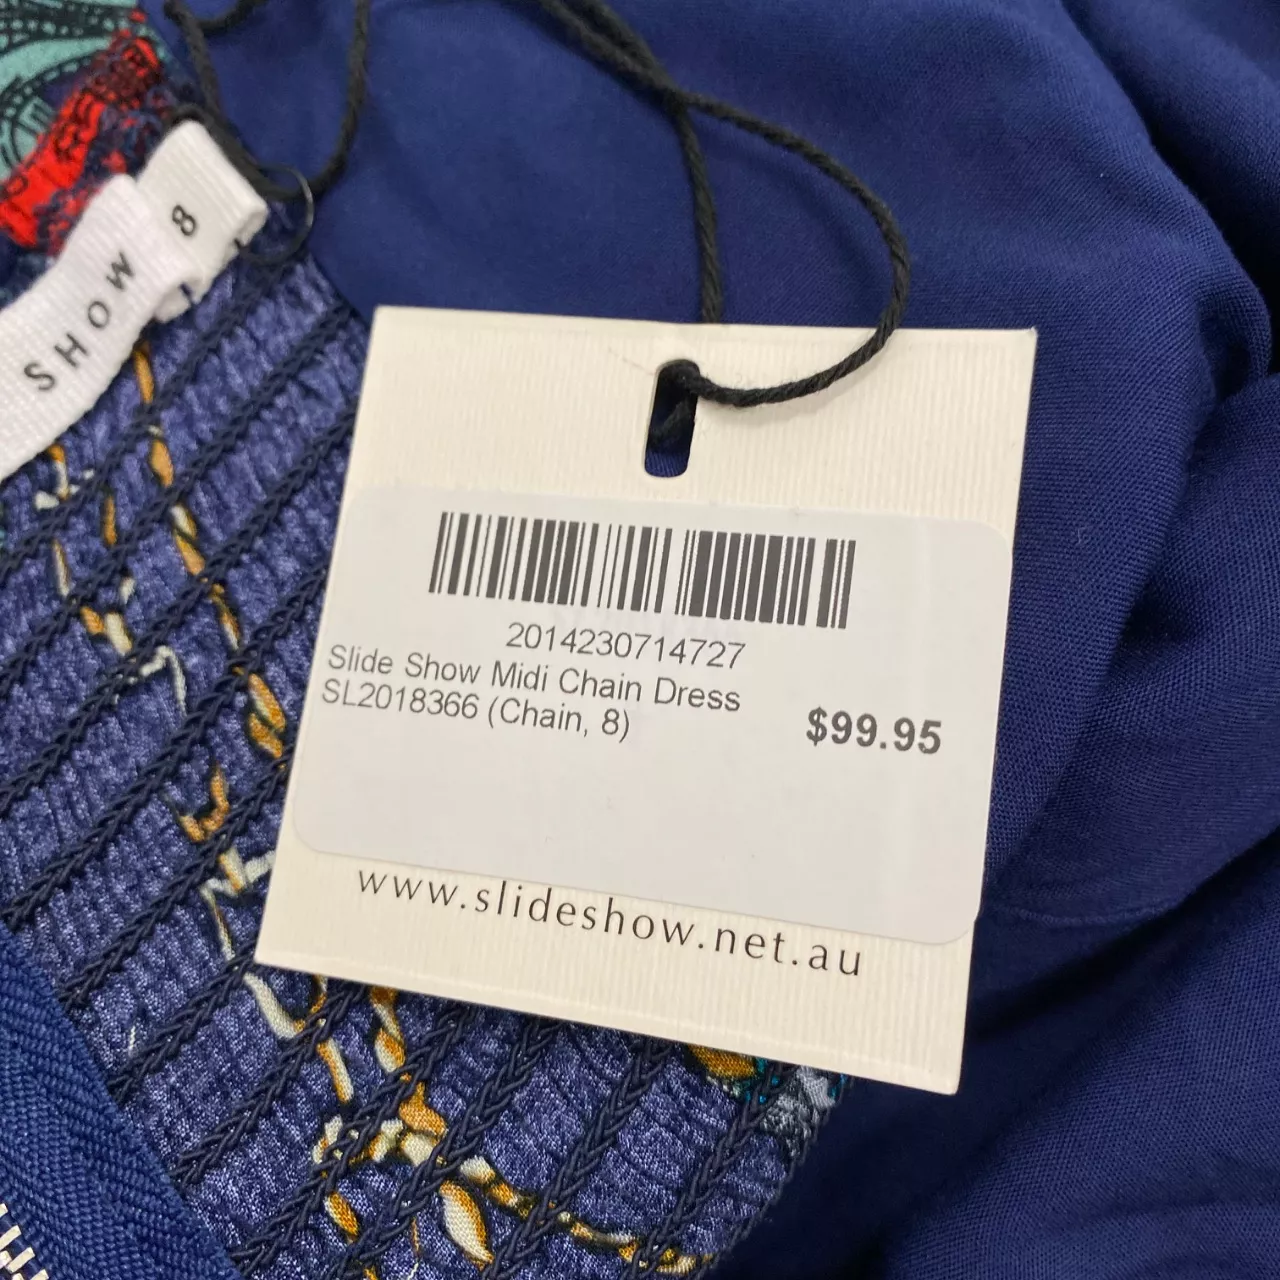 SHOW
8
2014230714727
Slide Show Midi Chain Dress
SL2018366 (Chain, 8)
$99.95
www.slideshow.net.au